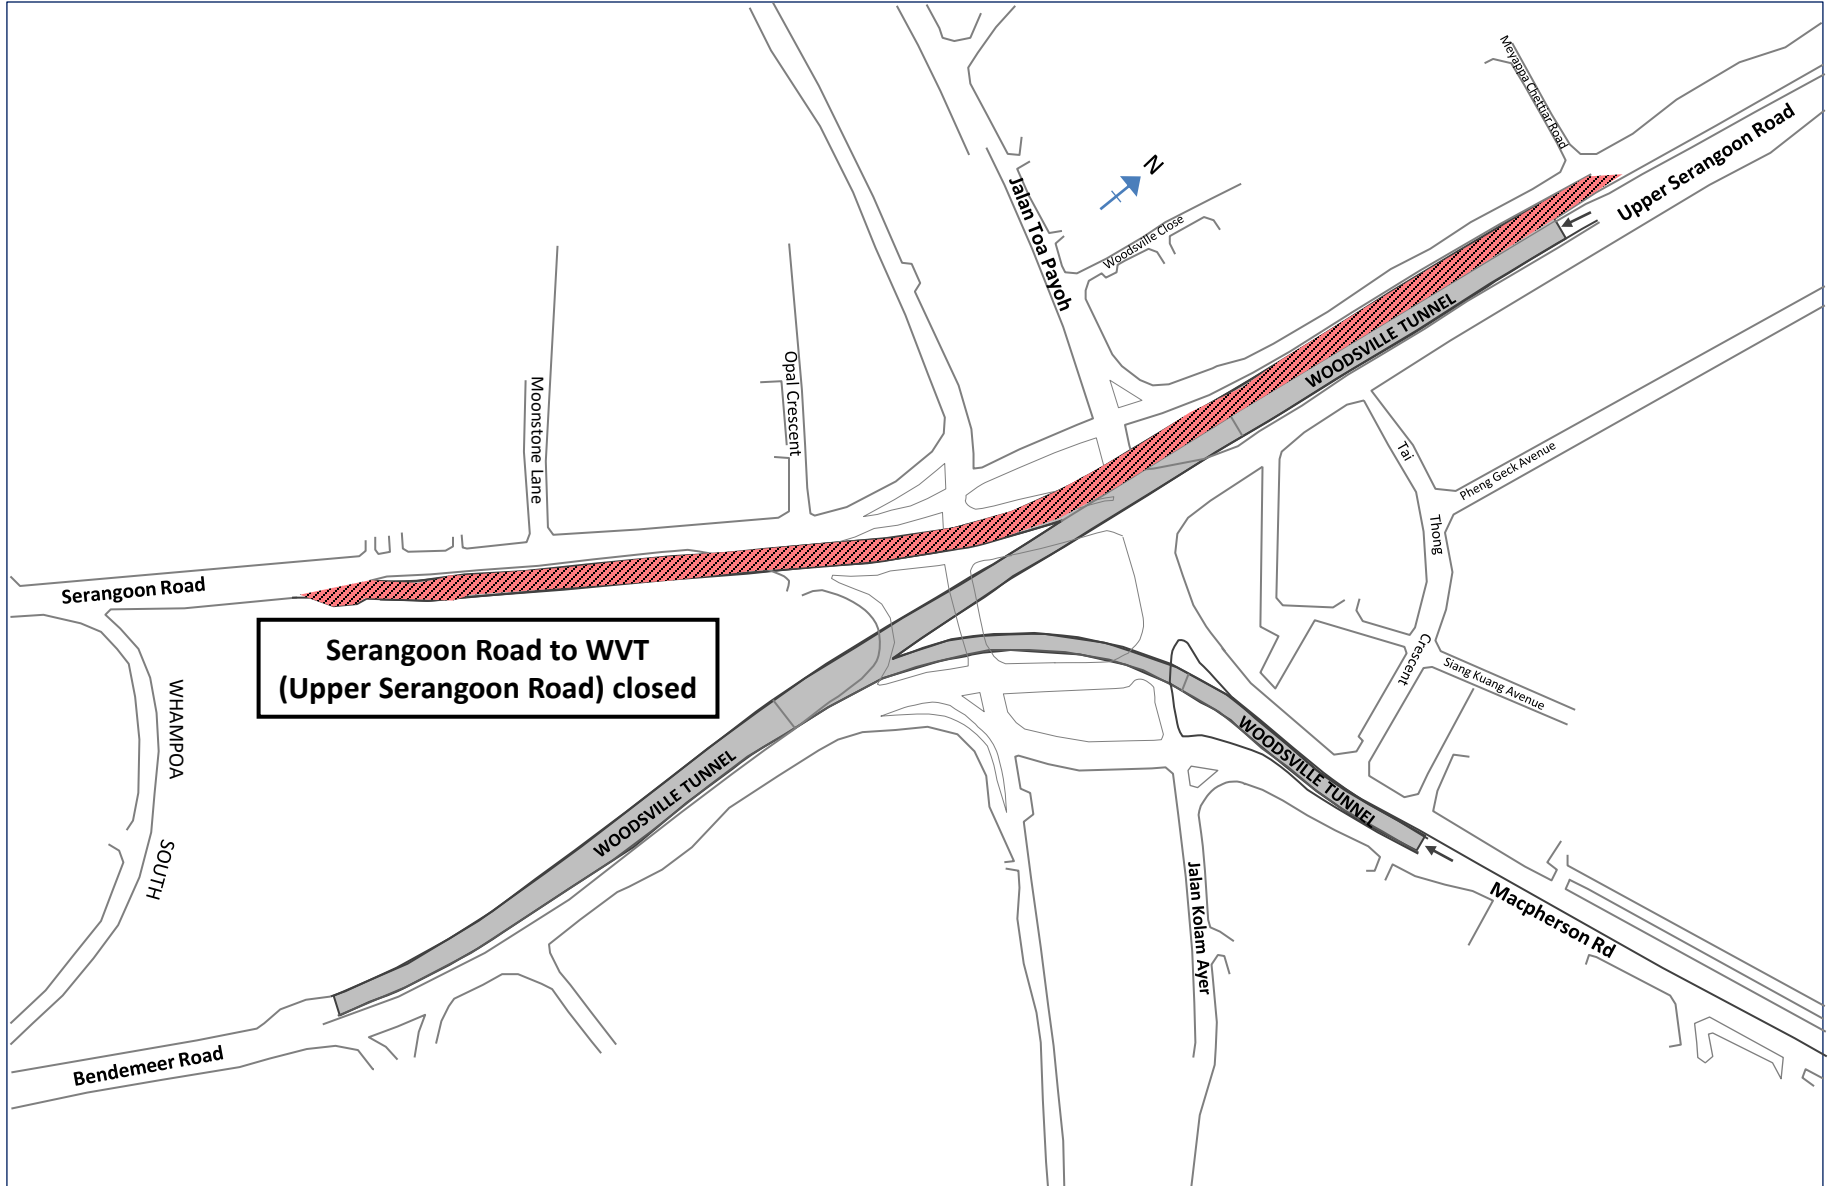 Meyappa Chettiar Road
Upper Serangoon Road
N
Jalan Toa Payoh
Woodsville Close
WOODSVILLE TUNNEL
Opal Crescent
Moonstone Lane
Tai
Thong
Crescent
Pheng Geck Avenue
Siang Kuang Avenue
Serangoon Road
Serangoon Road to WVT
(Upper Serangoon Road) closed
WHAMPOA
SOUTH
WOODSVILLE TUNNEL
WOODSVILLE TUNNEL
Jalan Kolam Ayer
Macpherson Rd
Bendemeer Road